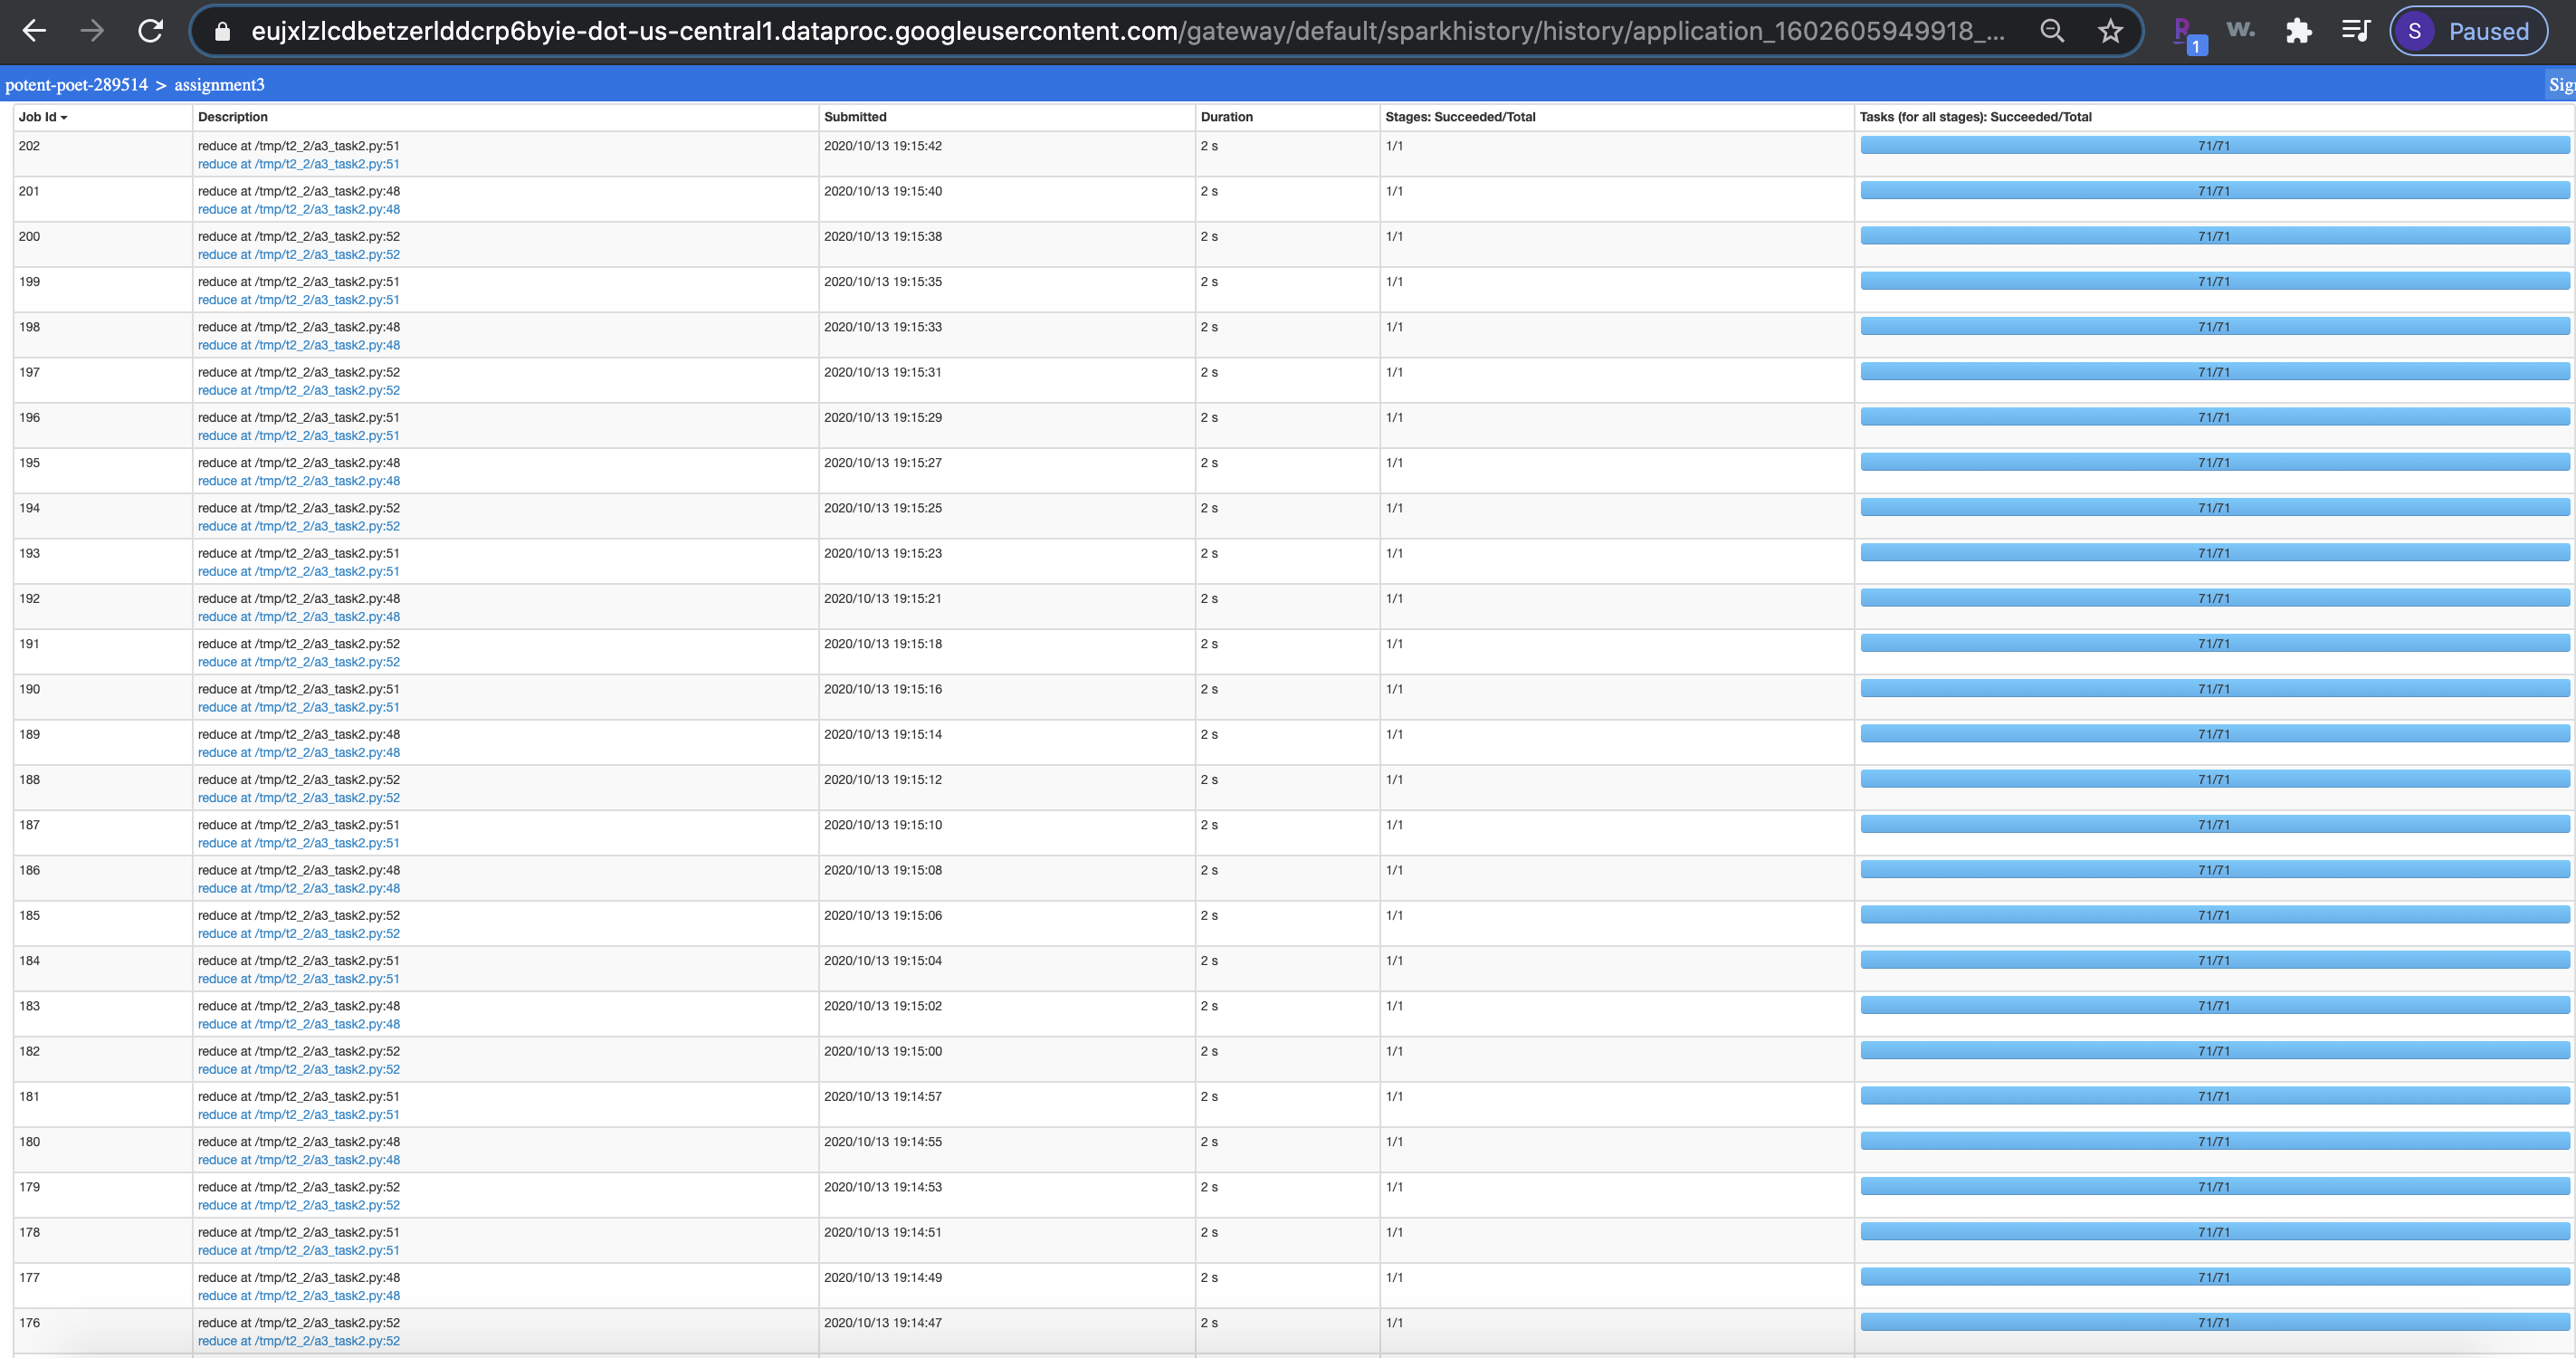 eujxlzlcdbetzerlddcrp6byie-dot-us-central1.dataproc.googleusercontent.com/gateway/default/sparkhistory/history/application_1602605949918_... 1 w. S Paused
potent-poet-289514 > assignment3 Sig
Job Id Description Submitted Duration Stages: Succeeded/Total Tasks (for all stages): Succeeded/Total
202 reduce at /tmp/t2_2/a3_task2.py:51 2020/10/13 19:15:42 2 s 1/1 71/71
reduce at /tmp/t2_2/a3_task2.py:51
201 reduce at /tmp/t2_2/a3_task2.py:48 2020/10/13 19:15:40 2 s 1/1 71/71
reduce at /tmp/t2_2/a3_task2.py:48
200 reduce at /tmp/t2_2/a3_task2.py:52 2020/10/13 19:15:38 2 s 1/1 71/71
reduce at /tmp/t2_2/a3_task2.py:52
199 reduce at /tmp/t2_2/a3_task2.py:51 2020/10/13 19:15:35 2 s 1/1 71/71
reduce at /tmp/t2_2/a3_task2.py:51
198 reduce at /tmp/t2_2/a3_task2.py:48 2020/10/13 19:15:33 2 s 1/1 71/71
reduce at /tmp/t2_2/a3_task2.py:48
197 reduce at /tmp/t2_2/a3_task2.py:52 2020/10/13 19:15:31 2 s 1/1 71/71
reduce at /tmp/t2_2/a3_task2.py:52
196 reduce at /tmp/t2_2/a3_task2.py:51 2020/10/13 19:15:29 2 s 1/1 71/71
reduce at /tmp/t2_2/a3_task2.py:51
195 reduce at /tmp/t2_2/a3_task2.py:48 2020/10/13 19:15:27 2 s 1/1 71/71
reduce at /tmp/t2_2/a3_task2.py:48
194 reduce at /tmp/t2_2/a3_task2.py:52 2020/10/13 19:15:25 2 s 1/1 71/71
reduce at /tmp/t2_2/a3_task2.py:52
193 reduce at /tmp/t2_2/a3_task2.py:51 2020/10/13 19:15:23 2 s 1/1 71/71
reduce at /tmp/t2_2/a3_task2.py:51
192 reduce at /tmp/t2_2/a3_task2.py:48 2020/10/13 19:15:21 2 s 1/1 71/71
reduce at /tmp/t2_2/a3_task2.py:48
191 reduce at /tmp/t2_2/a3_task2.py:52 2020/10/13 19:15:18 2 s 1/1 71/71
reduce at /tmp/t2_2/a3_task2.py:52
190 reduce at /tmp/t2_2/a3_task2.py:51 2020/10/13 19:15:16 2 s 1/1 71/71
reduce at /tmp/t2_2/a3_task2.py:51
189 reduce at /tmp/t2_2/a3_task2.py:48 2020/10/13 19:15:14 2 s 1/1 71/71
reduce at /tmp/t2_2/a3_task2.py:48
188 reduce at /tmp/t2_2/a3_task2.py:52 2020/10/13 19:15:12 2 s 1/1 71/71
reduce at /tmp/t2_2/a3_task2.py:52
187 reduce at /tmp/t2_2/a3_task2.py:51 2020/10/13 19:15:10 2 s 1/1 71/71
reduce at /tmp/t2_2/a3_task2.py:51
186 reduce at /tmp/t2_2/a3_task2.py:48 2020/10/13 19:15:08 2 s 1/1 71/71
reduce at /tmp/t2_2/a3_task2.py:48
185 reduce at /tmp/t2_2/a3_task2.py:52 2020/10/13 19:15:06 2 s 1/1 71/71
reduce at /tmp/t2_2/a3_task2.py:52
184 reduce at /tmp/t2_2/a3_task2.py:51 2020/10/13 19:15:04 2 s 1/1 71/71
reduce at /tmp/t2_2/a3_task2.py:51
183 reduce at /tmp/t2_2/a3_task2.py:48 2020/10/13 19:15:02 2 s 1/1 71/71
reduce at /tmp/t2_2/a3_task2.py:48
182 reduce at /tmp/t2_2/a3_task2.py:52 2020/10/13 19:15:00 2 s 1/1 71/71
reduce at /tmp/t2_2/a3_task2.py:52
181 reduce at /tmp/t2_2/a3_task2.py:51 2020/10/13 19:14:57 2 s 1/1 71/71
reduce at /tmp/t2_2/a3_task2.py:51
180 reduce at /tmp/t2_2/a3_task2.py:48 2020/10/13 19:14:55 2 s 1/1 71/71
reduce at /tmp/t2_2/a3_task2.py:48
179 reduce at /tmp/t2_2/a3_task2.py:52 2020/10/13 19:14:53 2 s 1/1 71/71
reduce at /tmp/t2_2/a3_task2.py:52
178 reduce at /tmp/t2_2/a3_task2.py:51 2020/10/13 19:14:51 2 s 1/1 71/71
reduce at /tmp/t2_2/a3_task2.py:51
177 reduce at /tmp/t2_2/a3_task2.py:48 2020/10/13 19:14:49 2 s 1/1 71/71
reduce at /tmp/t2_2/a3_task2.py:48
176 reduce at /tmp/t2_2/a3_task2.py:52 2020/10/13 19:14:47 2 s 1/1 71/71
reduce at /tmp/t2_2/a3_task2.py:52